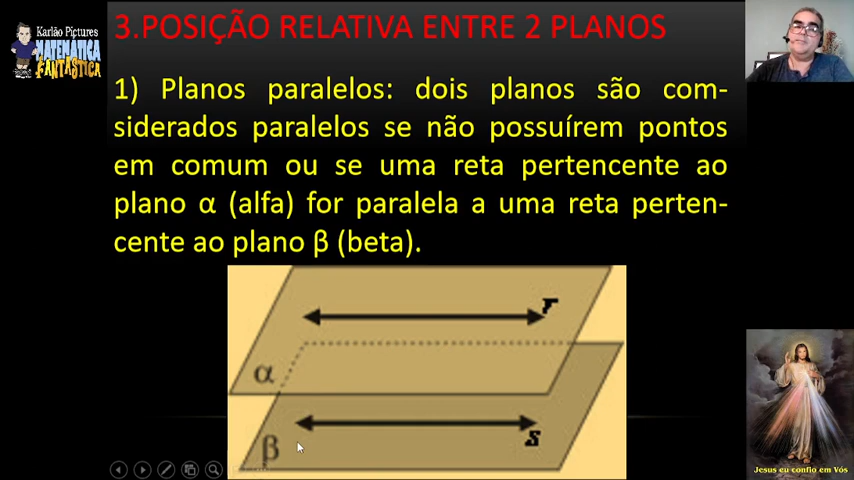 3.POSIÇÃO RELATIVA ENTRE 2 PLANOS
Karlão Pictures
MATEMÁTICA
FANTÁSTICA
1) Planos paralelos: dois planos são com-
siderados paralelos se não possuírem pontos
em comum ou se uma reta pertencente ao
plano α (alfa) for paralela a uma reta perten-
cente ao plano β (beta).
r
α
s
β
Jesus eu confio em Vós